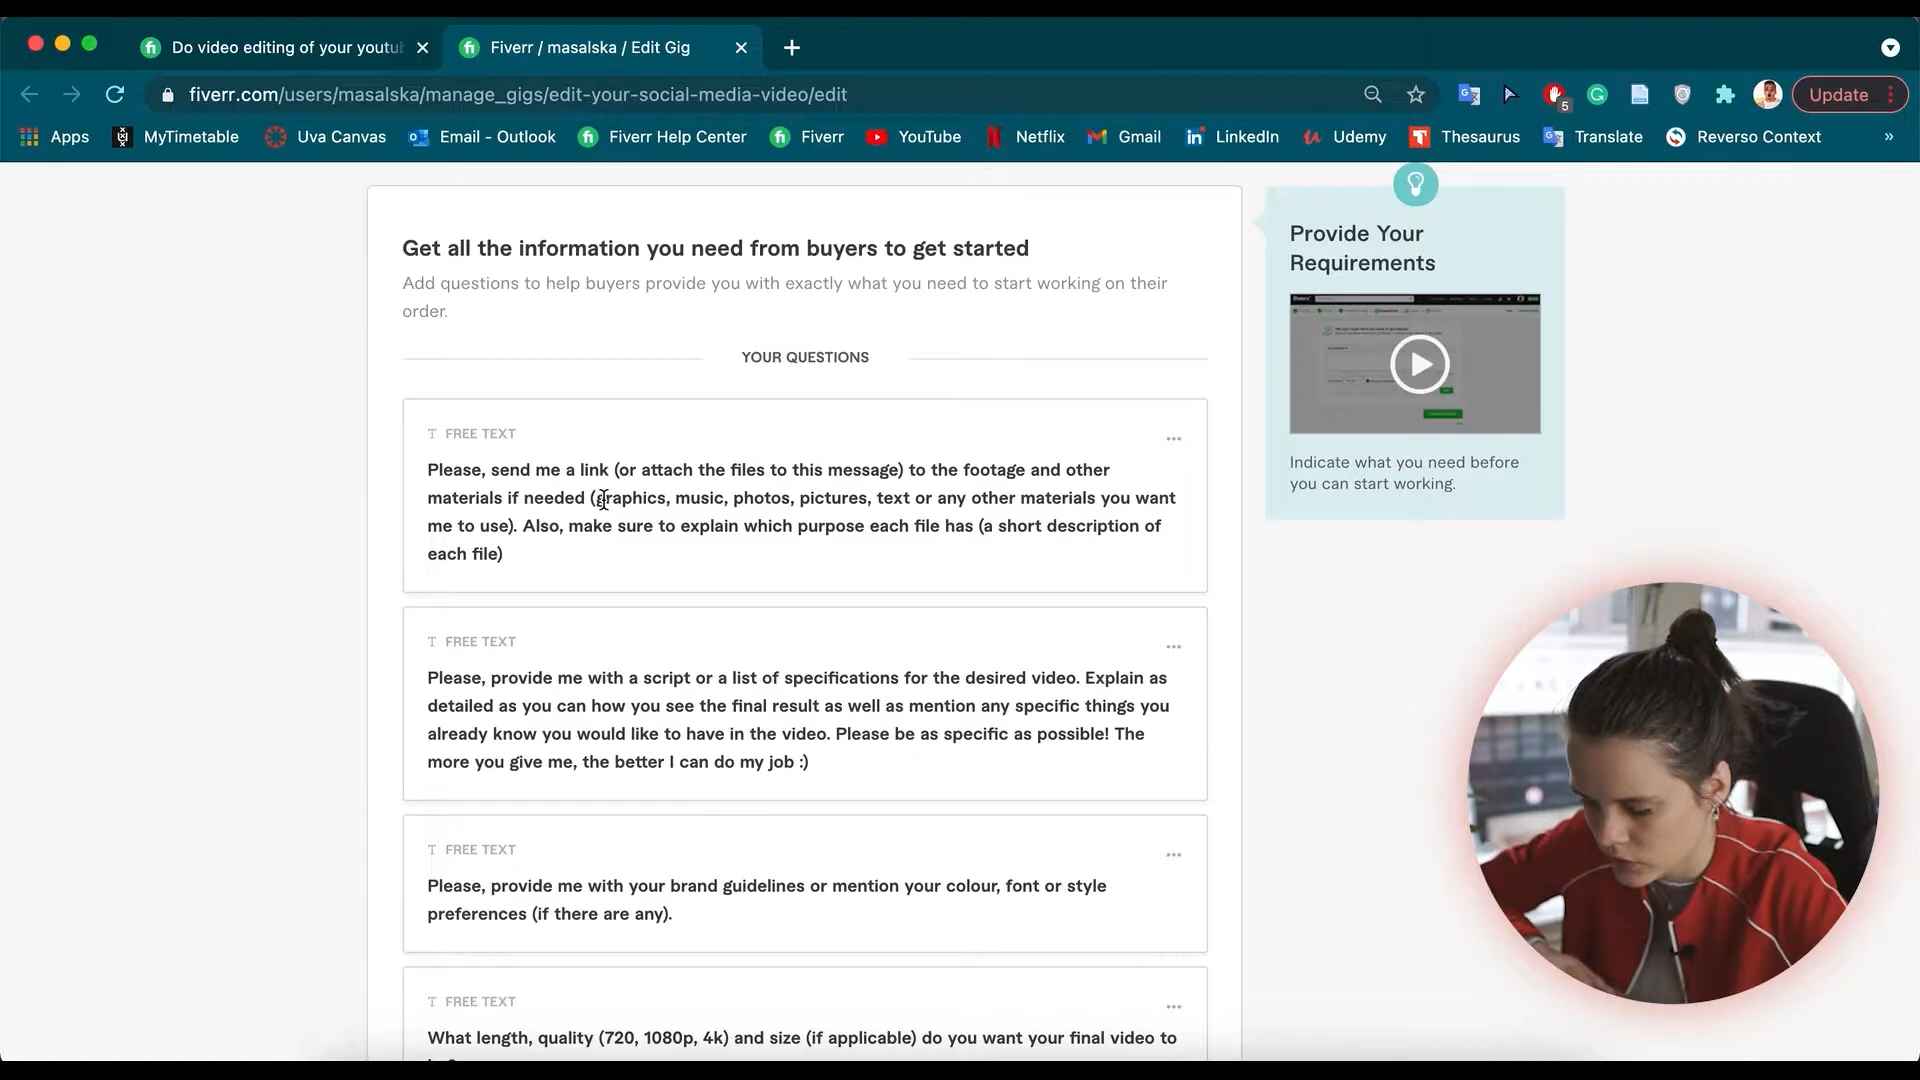 Do video editing of your youtu
Fiverr / masalska / Edit Gig
fiverr.com/users/masalska/manage_gigs/edit-your-social-media-video/edit
5
Update
Apps
MyTimetable
Uva Canvas
Email - Outlook
Fiverr Help Center
Fiverr
YouTube
Netflix
Gmail
LinkedIn
Udemy
Thesaurus
Translate
Reverso Context
»
Get all the information you need from buyers to get started
Add questions to help buyers provide you with exactly what you need to start working on their
order.
YOUR QUESTIONS
T FREE TEXT
Please, send me a link (or attach the files to this message) to the footage and other
materials if needed (graphics, music, photos, pictures, text or any other materials you want
me to use). Also, make sure to explain which purpose each file has (a short description of
each file)
T FREE TEXT
Please, provide me with a script or a list of specifications for the desired video. Explain as
detailed as you can how you see the final result as well as mention any specific things you
already know you would like to have in the video. Please be as specific as possible! The
more you give me, the better I can do my job :)
T FREE TEXT
Please, provide me with your brand guidelines or mention your colour, font or style
preferences (if there are any).
T FREE TEXT
What length, quality (720, 1080p, 4k) and size (if applicable) do you want your final video to
Provide Your
Requirements
Indicate what you need before
you can start working.